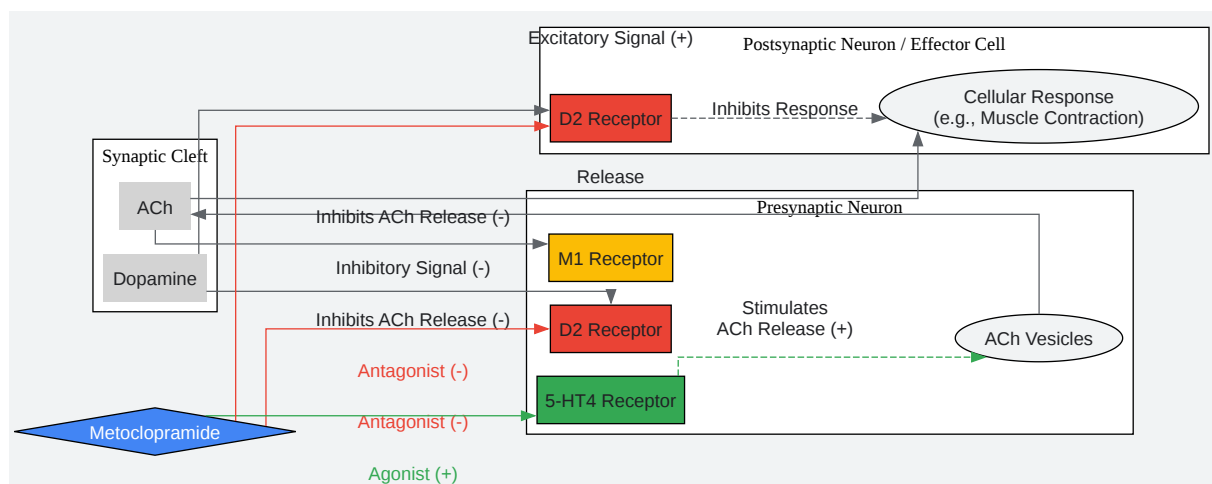 Excitatory Signal (+)
Postsynaptic Neuron / Effector Cell
Cellular Response
(e.g., Muscle Contraction)
Inhibits Response
D2 Receptor
Synaptic Cleft
Release
ACh
Presynaptic Neuron
Inhibits ACh Release (-)
M1 Receptor
Inhibitory Signal (-)
Dopamine
Stimulates
ACh Release (+)
Inhibits ACh Release (-)
D2 Receptor
ACh Vesicles
Antagonist (-)
5-HT4 Receptor
Antagonist (-)
Metoclopramide
Agonist (+)